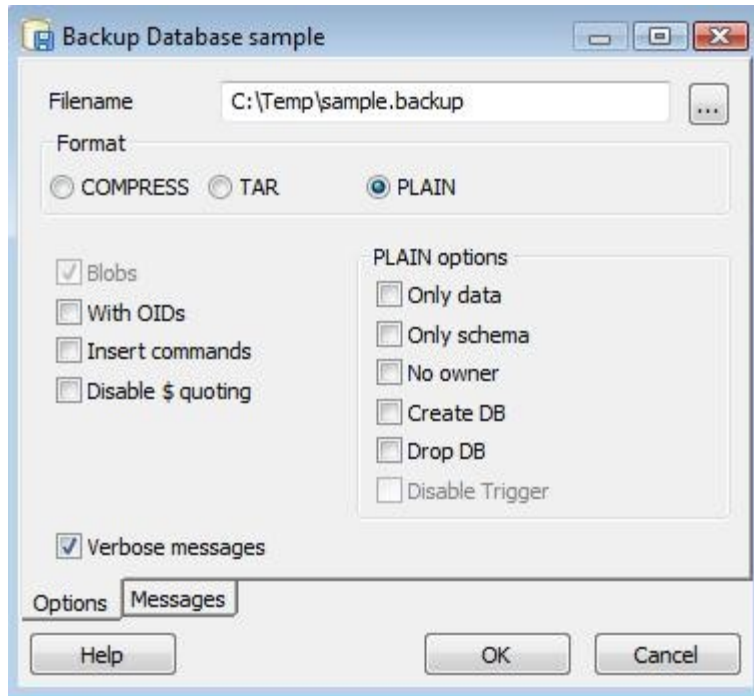 Backup Database sample
Filename C:\Temp\sample.backup ...
Format
COMPRESS TAR PLAIN
Blobs
With OIDs
Insert commands
Disable $ quoting
PLAIN options
Only data
Only schema
No owner
Create DB
Drop DB
Disable Trigger
Verbose messages
Options Messages
Help OK Cancel